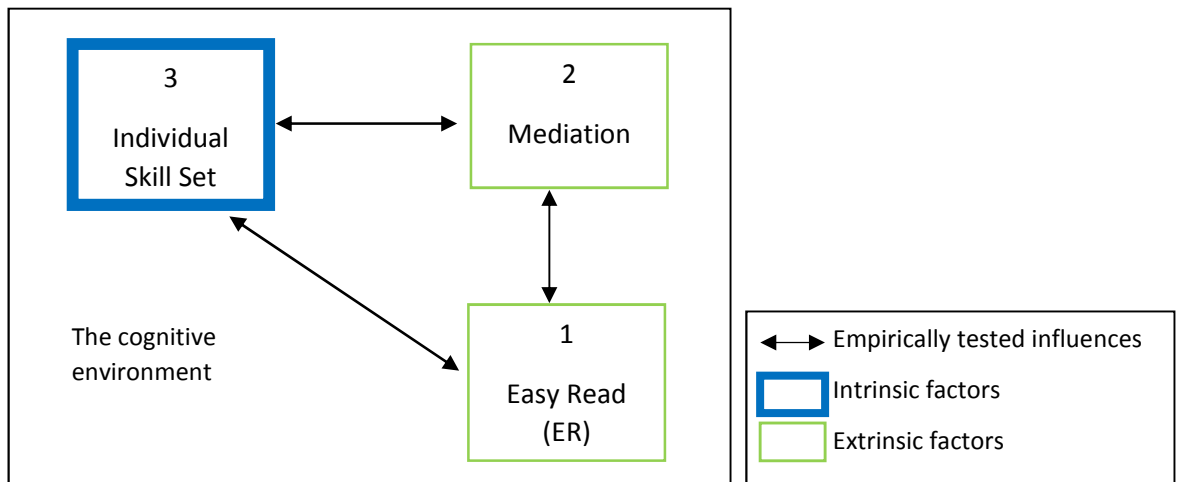 3
Individual
Skill Set
2
Mediation
The cognitive
environment
1
Easy Read
(ER)
Empirically tested influences
Intrinsic factors
Extrinsic factors